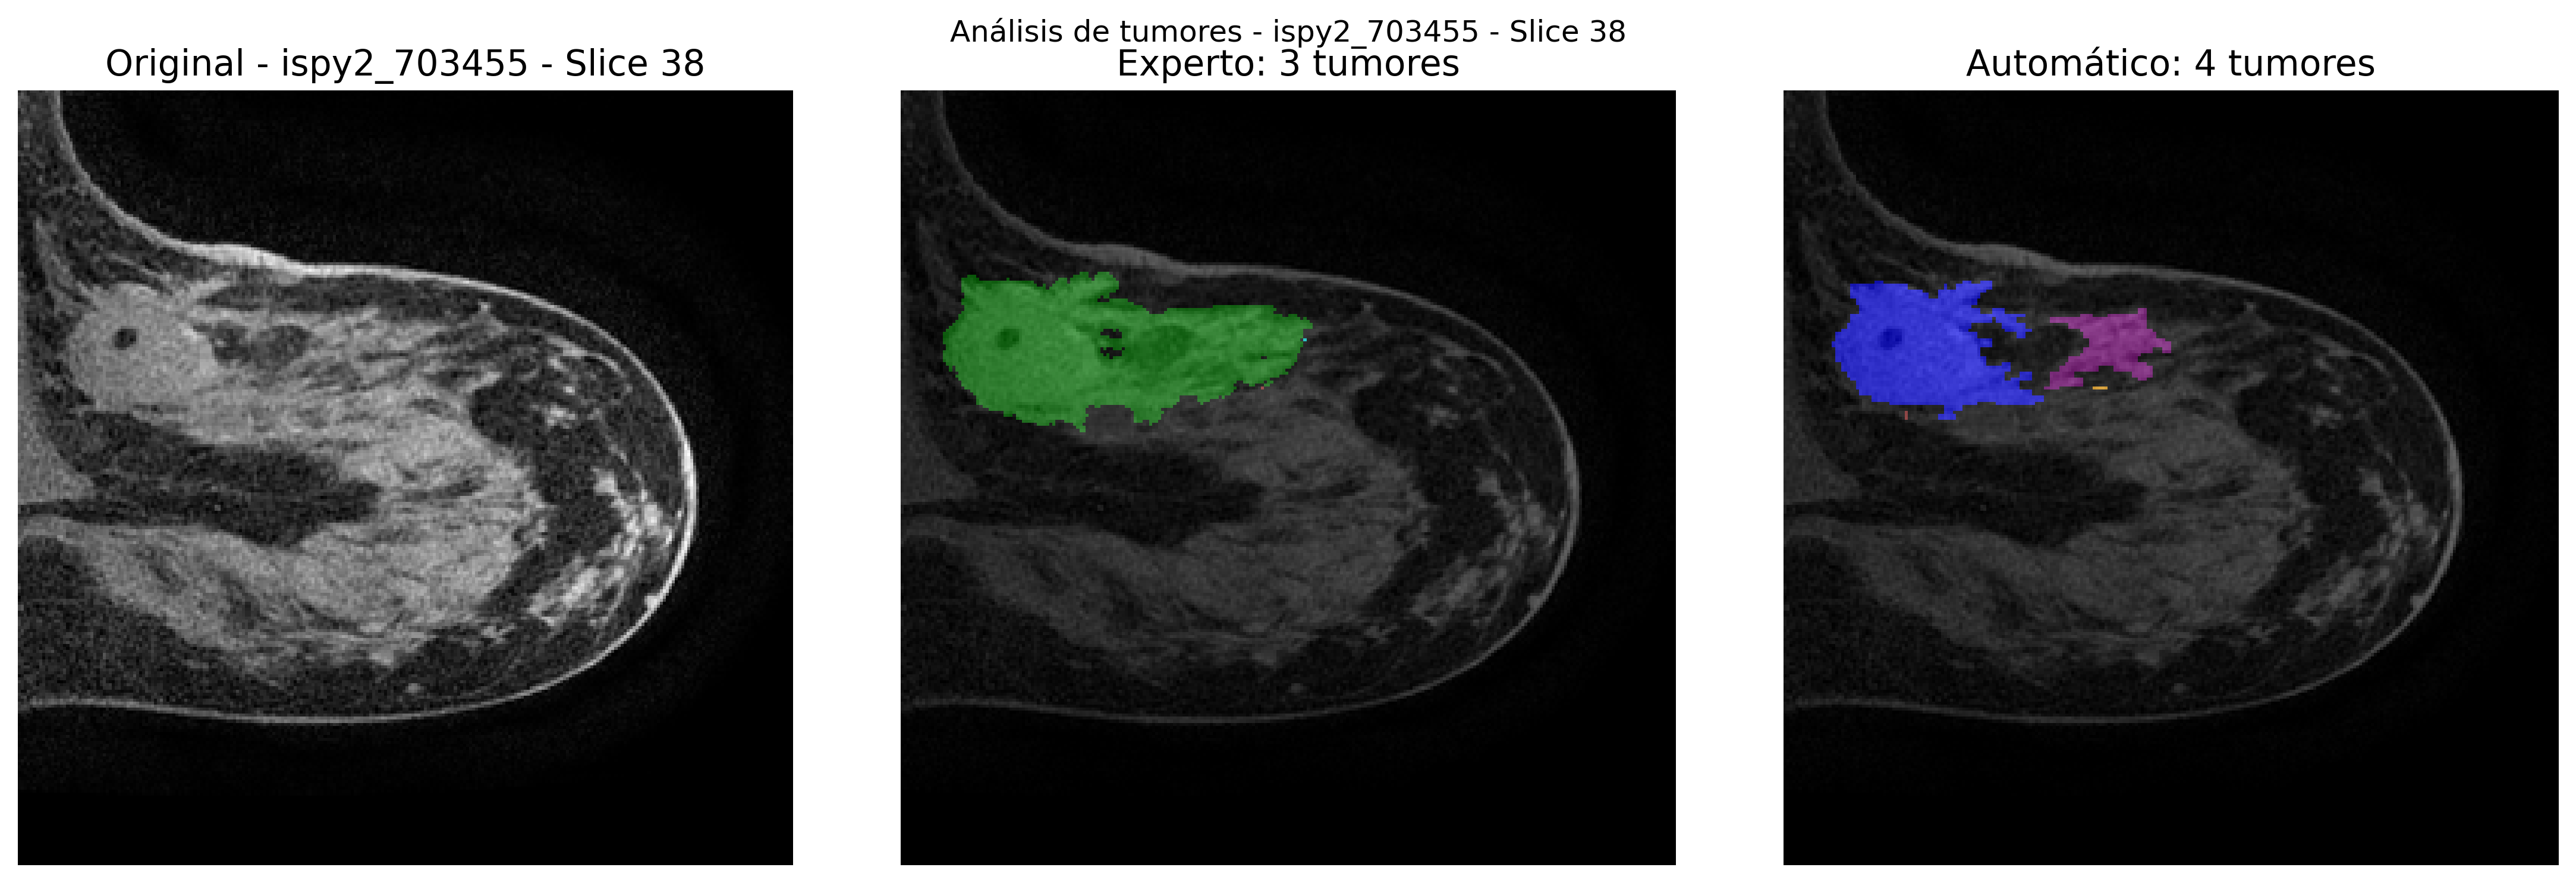 Análisis de tumores - ispy2_703455 - Slice 38
Original - ispy2_703455 - Slice 38
Experto: 3 tumores
Automático: 4 tumores